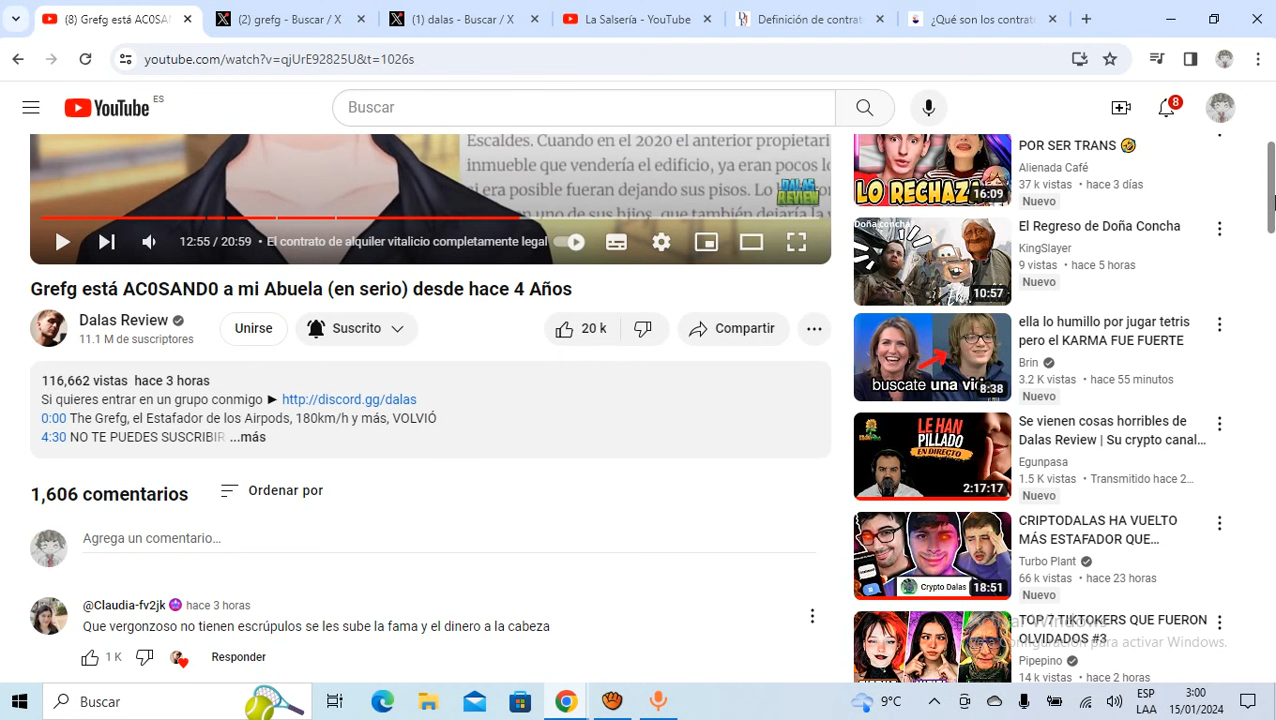 (8) Grefg está AC0SAN
(2) grefg - Buscar / X
(1) dalas - Buscar / X
La Salsería - YouTube
Definición de contrat
¿Qué son los contrat
youtube.com/watch?v=qjUrE92825U&t=1026s
YouTube ES
Buscar
8
Escaldes. Cuando en el 2020 el anterior propietari
inmueble que vendería el edificio, ya eran pocos l
si era posible fueran dejando sus pisos. Lo
uno de sus hijos, que también dejaría la
DALAS
REVIEW
12:55 / 20:59 • El contrato de alquiler vitalicio completamente legal
Grefg está AC0SAND0 a mi Abuela (en serio) desde hace 4 Años
Dalas Review
11.1 M de suscriptores
Unirse
Suscrito
20 k
Compartir
116,662 vistas hace 3 horas
Si quieres entrar en un grupo conmigo ► http://discord.gg/dalas
0:00 The Grefg, el Estafador de los Airpods, 180km/h y más, VOLVIÓ
4:30 NO TE PUEDES SUSCRIBIR ...más
1,606 comentarios
Ordenar por
Agrega un comentario...
@Claudia-fv2jk hace 3 horas
Que vergonzoso no tienen escrúpulos se les sube la fama y el dinero a la cabeza
1 K
Responder
LO RECHAZ
16:09
POR SER TRANS 🤣
Alienada Café
37 k vistas • hace 3 días
Nuevo
Doña concha
10:57
El Regreso de Doña Concha
KingSlayer
9 vistas • hace 5 horas
Nuevo
buscate una vi
8:38
ella lo humillo por jugar tetris
pero el KARMA FUE FUERTE
Brin
3.2 K vistas • hace 55 minutos
Nuevo
LE HAN
PILLADO
EN DIRECTO
2:17:17
Se vienen cosas horribles de
Dalas Review | Su crypto canal...
Egunpasa
1.5 K vistas • Transmitido hace 2...
Nuevo
Crypto Dalas
18:51
CRIPTODALAS HA VUELTO
MÁS ESTAFADOR QUE...
Turbo Plant
66 k vistas • hace 23 horas
Nuevo
TOP 7 TIKTOKERS QUE FUERON
OLVIDADOS #3
Pipepino
14 k vistas • hace 2
Windows
configuración para activar Windows.
Buscar
9°C
ESP
LAA
3:00
15/01/2024